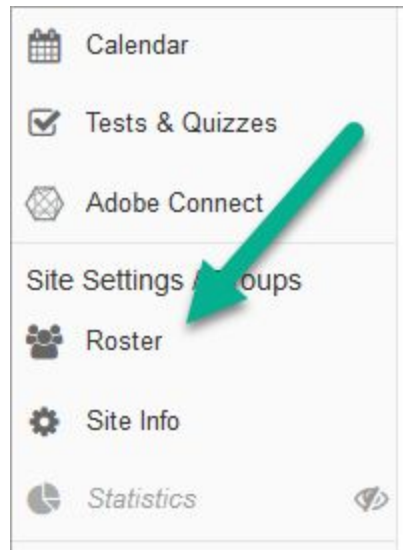 Calendar
Tests & Quizzes
Adobe Connect
Site Settings
Roster
Site Info
Statistics